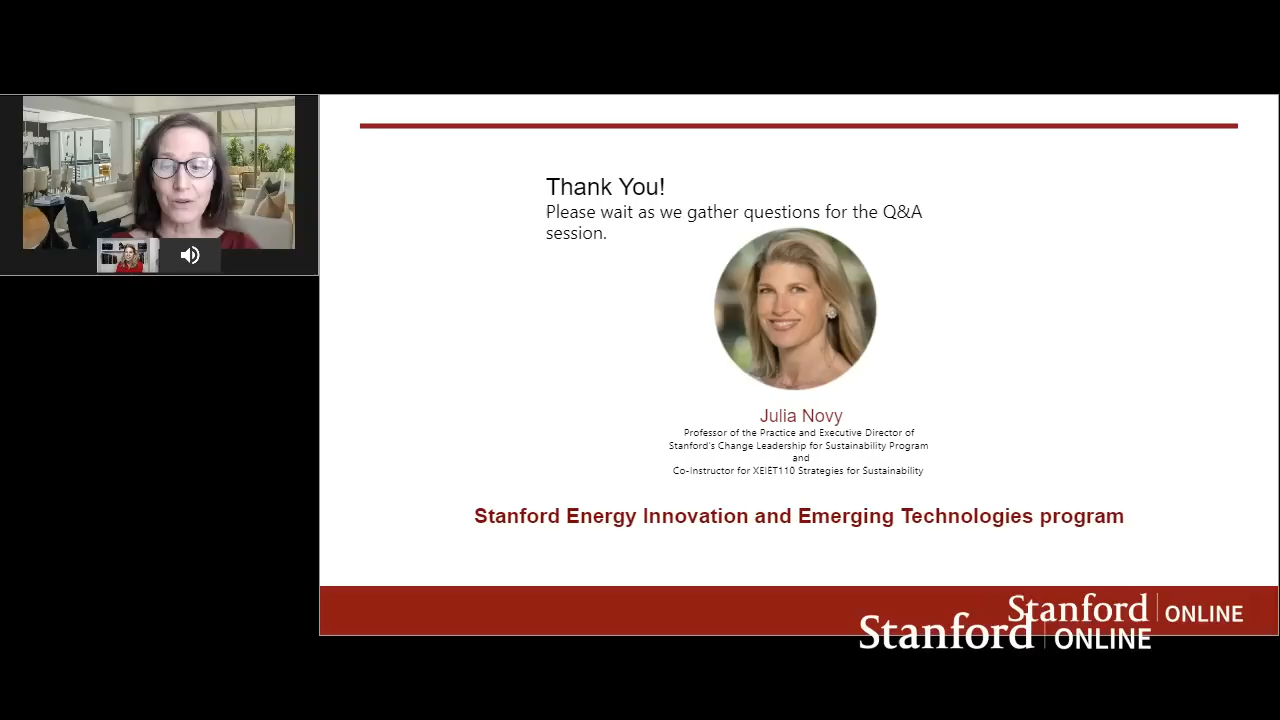 Thank You!
Please wait as we gather questions for the Q&A
session.
Julia Novy
Professor of the Practice and Executive Director of
Stanford's Change Leadership for Sustainability Program
and
Co-Instructor for XEIET110 Strategies for Sustainability
Stanford Energy Innovation and Emerging Technologies program
Stanford ONLINE
Stanford ONLINE